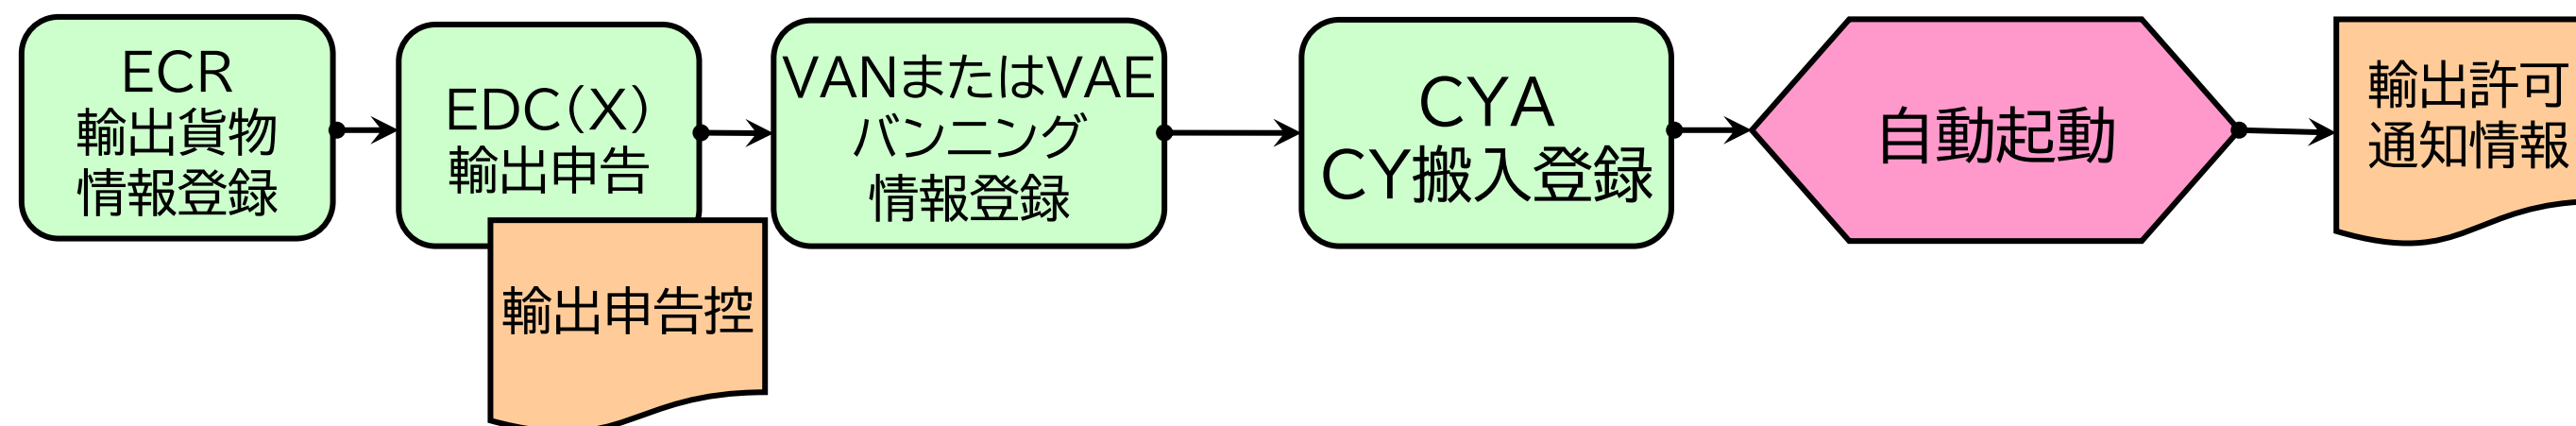 ECR
輸出貨物
情報登録
EDC(X)
輸出申告
輸出申告控
VANまたはVAE
バンニング
情報登録
CYA
CY搬入登録
自動起動
輸出許可
通知情報